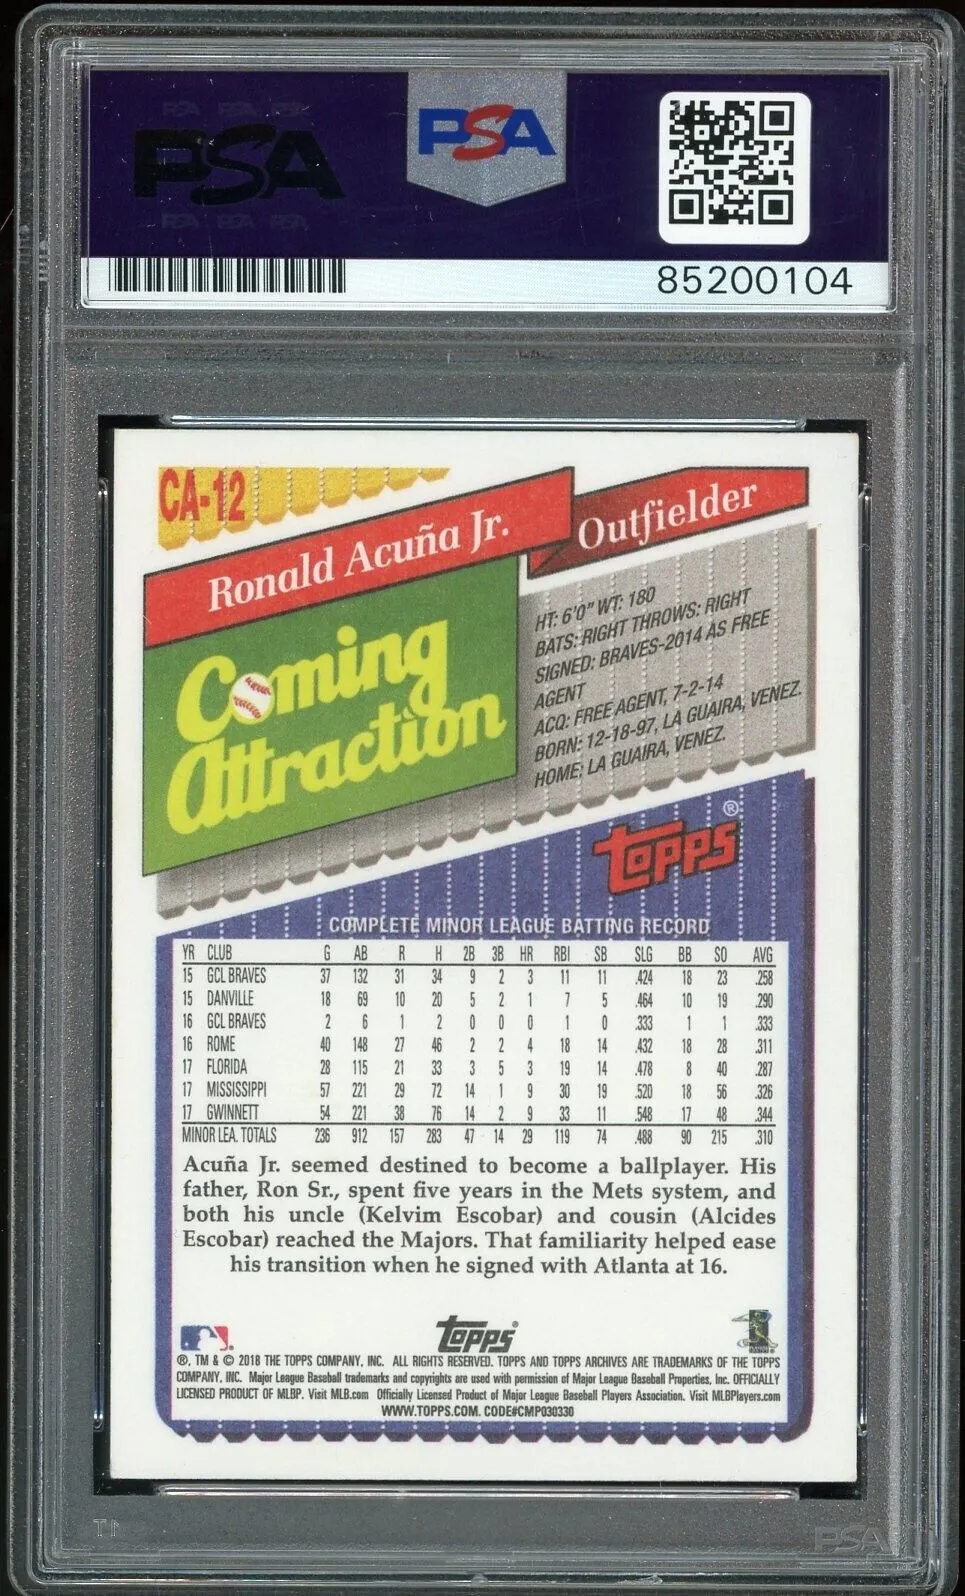 PSA PSA PSA
PSA
PSA PSA PSA
PSA
85200104
CA-12
Ronald Acuña Jr.
Outfielder
Coming
Attraction
HT: 6'0" WT: 180
BATS: RIGHT THROWS: RIGHT
SIGNED: BRAVES-2014 AS FREE
AGENT
ACQ: FREE AGENT, 7-2-14
BORN: 12-18-97, LA GUAIRA, VENEZ.
HOME: LA GUAIRA, VENEZ.
Topps®
COMPLETE MINOR LEAGUE BATTING RECORD
YR CLUB G AB R H 2B 3B HR RBI SB SLG BB SO AVG
15 GCL BRAVES 37 132 31 34 9 2 3 11 11 .424 18 23 .258
15 DANVILLE 18 69 10 20 5 2 1 7 5 .464 10 19 .290
16 GCL BRAVES 2 6 1 2 0 0 0 1 0 .333 1 1 .333
16 ROME 40 148 27 46 2 2 4 18 14 .432 18 28 .311
17 FLORIDA 28 115 21 33 3 5 3 19 14 .478 8 40 .287
17 MISSISSIPPI 57 221 29 72 14 1 9 30 19 .520 18 56 .326
17 GWINNETT 54 221 38 76 14 2 9 33 11 .548 17 48 .344
MINOR LEA. TOTALS 236 912 157 283 47 14 29 119 74 .488 90 215 .310
Acuña Jr. seemed destined to become a ballplayer. His
father, Ron Sr., spent five years in the Mets system, and
both his uncle (Kelvim Escobar) and cousin (Alcides
Escobar) reached the Majors. That familiarity helped ease
his transition when he signed with Atlanta at 16.
Topps®
®, TM & © 2018 THE TOPPS COMPANY, INC. ALL RIGHTS RESERVED. TOPPS AND TOPPS ARCHIVES ARE TRADEMARKS OF THE TOPPS
COMPANY, INC. Major League Baseball trademarks and copyrights are used with permission of Major League Baseball Properties, Inc. OFFICIALLY
LICENSED PRODUCT OF MLBP. Visit MLB.com Officially Licensed Product of Major League Baseball Players Association. Visit MLBPlayers.com
WWW.TOPPS.COM. CODE#CMP030330
PSA